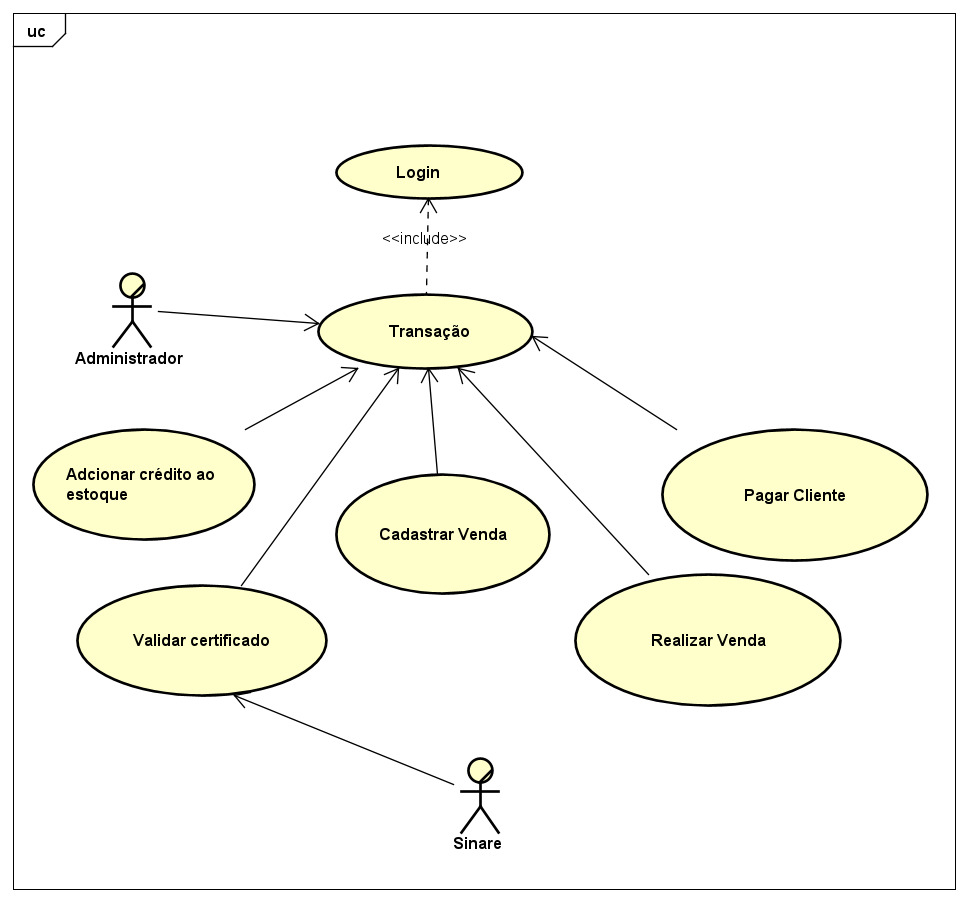 uc
Login
<<include>>
Transação
Administrador
Adcionar crédito ao
estoque
Pagar Cliente
Cadastrar Venda
Validar certificado
Realizar Venda
Sinare